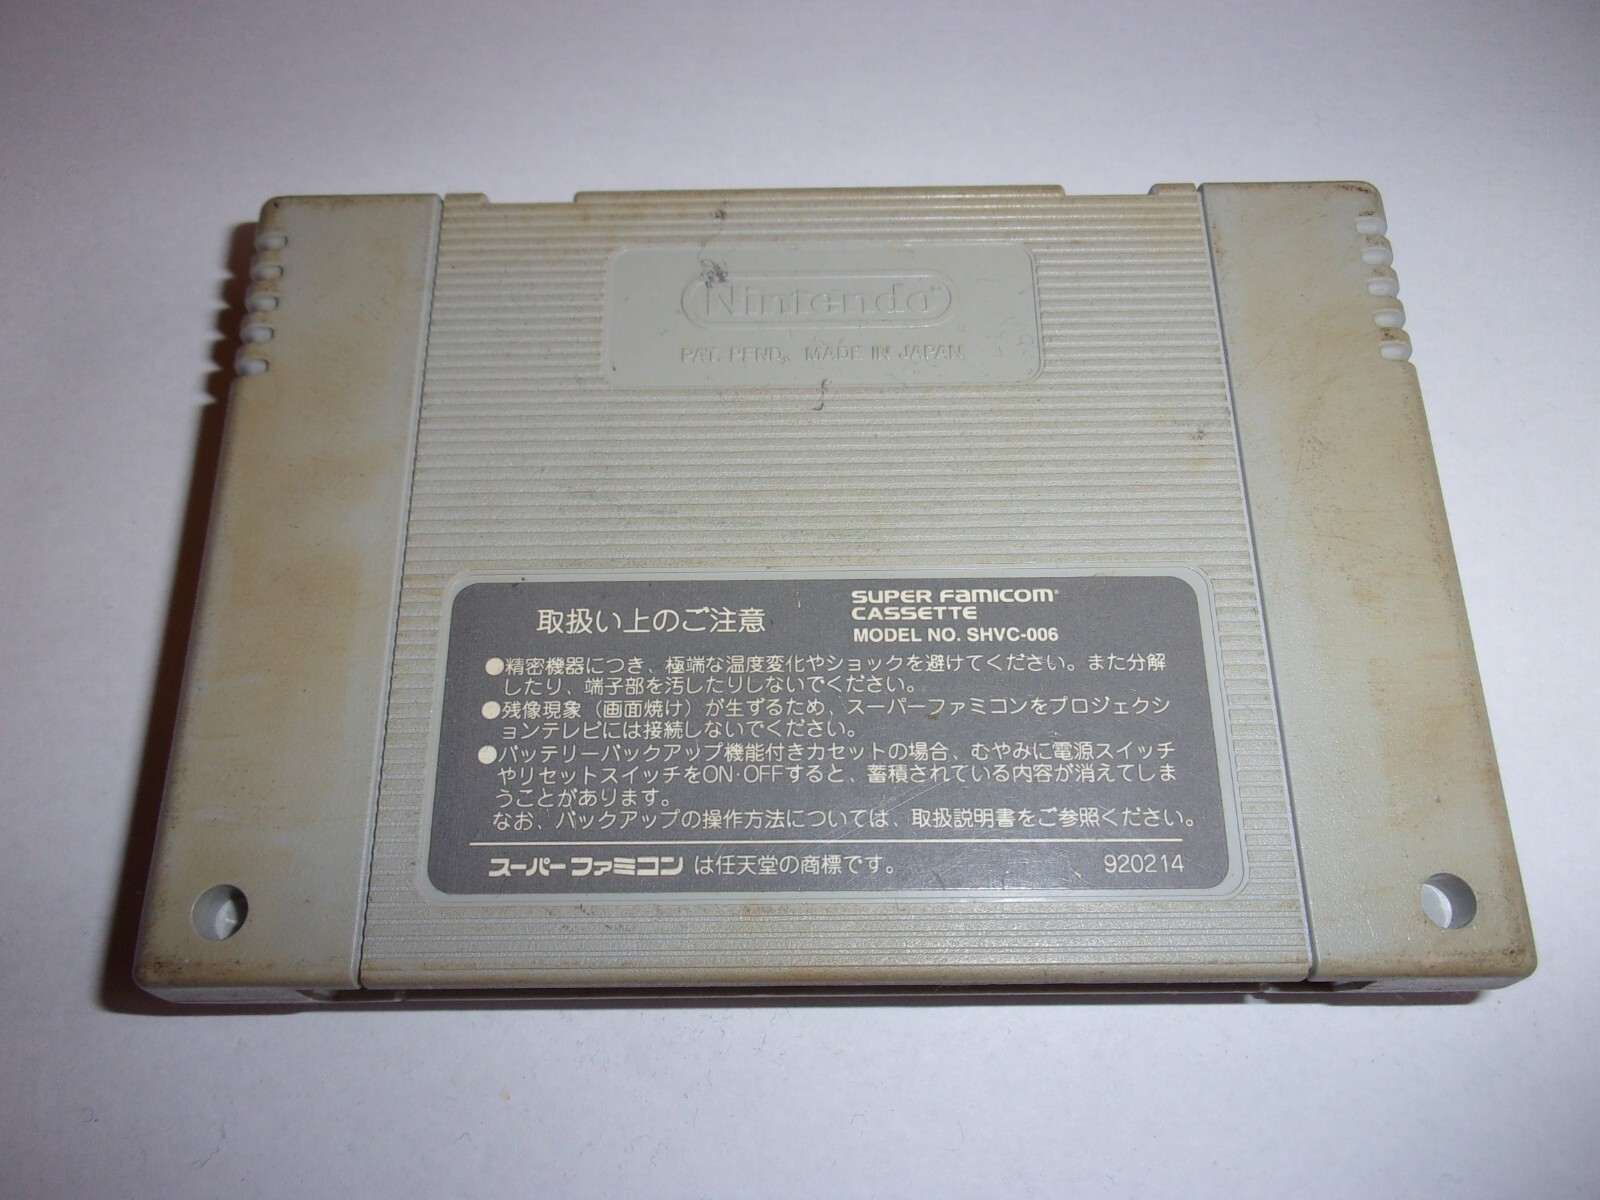 Nintendo®
PAT. PEND. MADE IN JAPAN
取扱い上のご注意
SUPER FAMICOM®
CASSETTE
MODEL NO. SHVC-006
●精密機器につき、極端な温度変化やショックを避けてください。また分解
したり、端子部を汚したりしないでください。
●残像現象（画面焼け）が生ずるため、スーパーファミコンをプロジェクシ
ョンテレビには接続しないでください。
●バッテリーバックアップ機能付きカセットの場合、むやみに電源スイッチ
やリセットスイッチをON・OFFすると、蓄積されている内容が消えてしま
うことがあります。
なお、バックアップの操作方法については、取扱説明書をご参照ください。
スーパーファミコン は任天堂の商標です。
920214